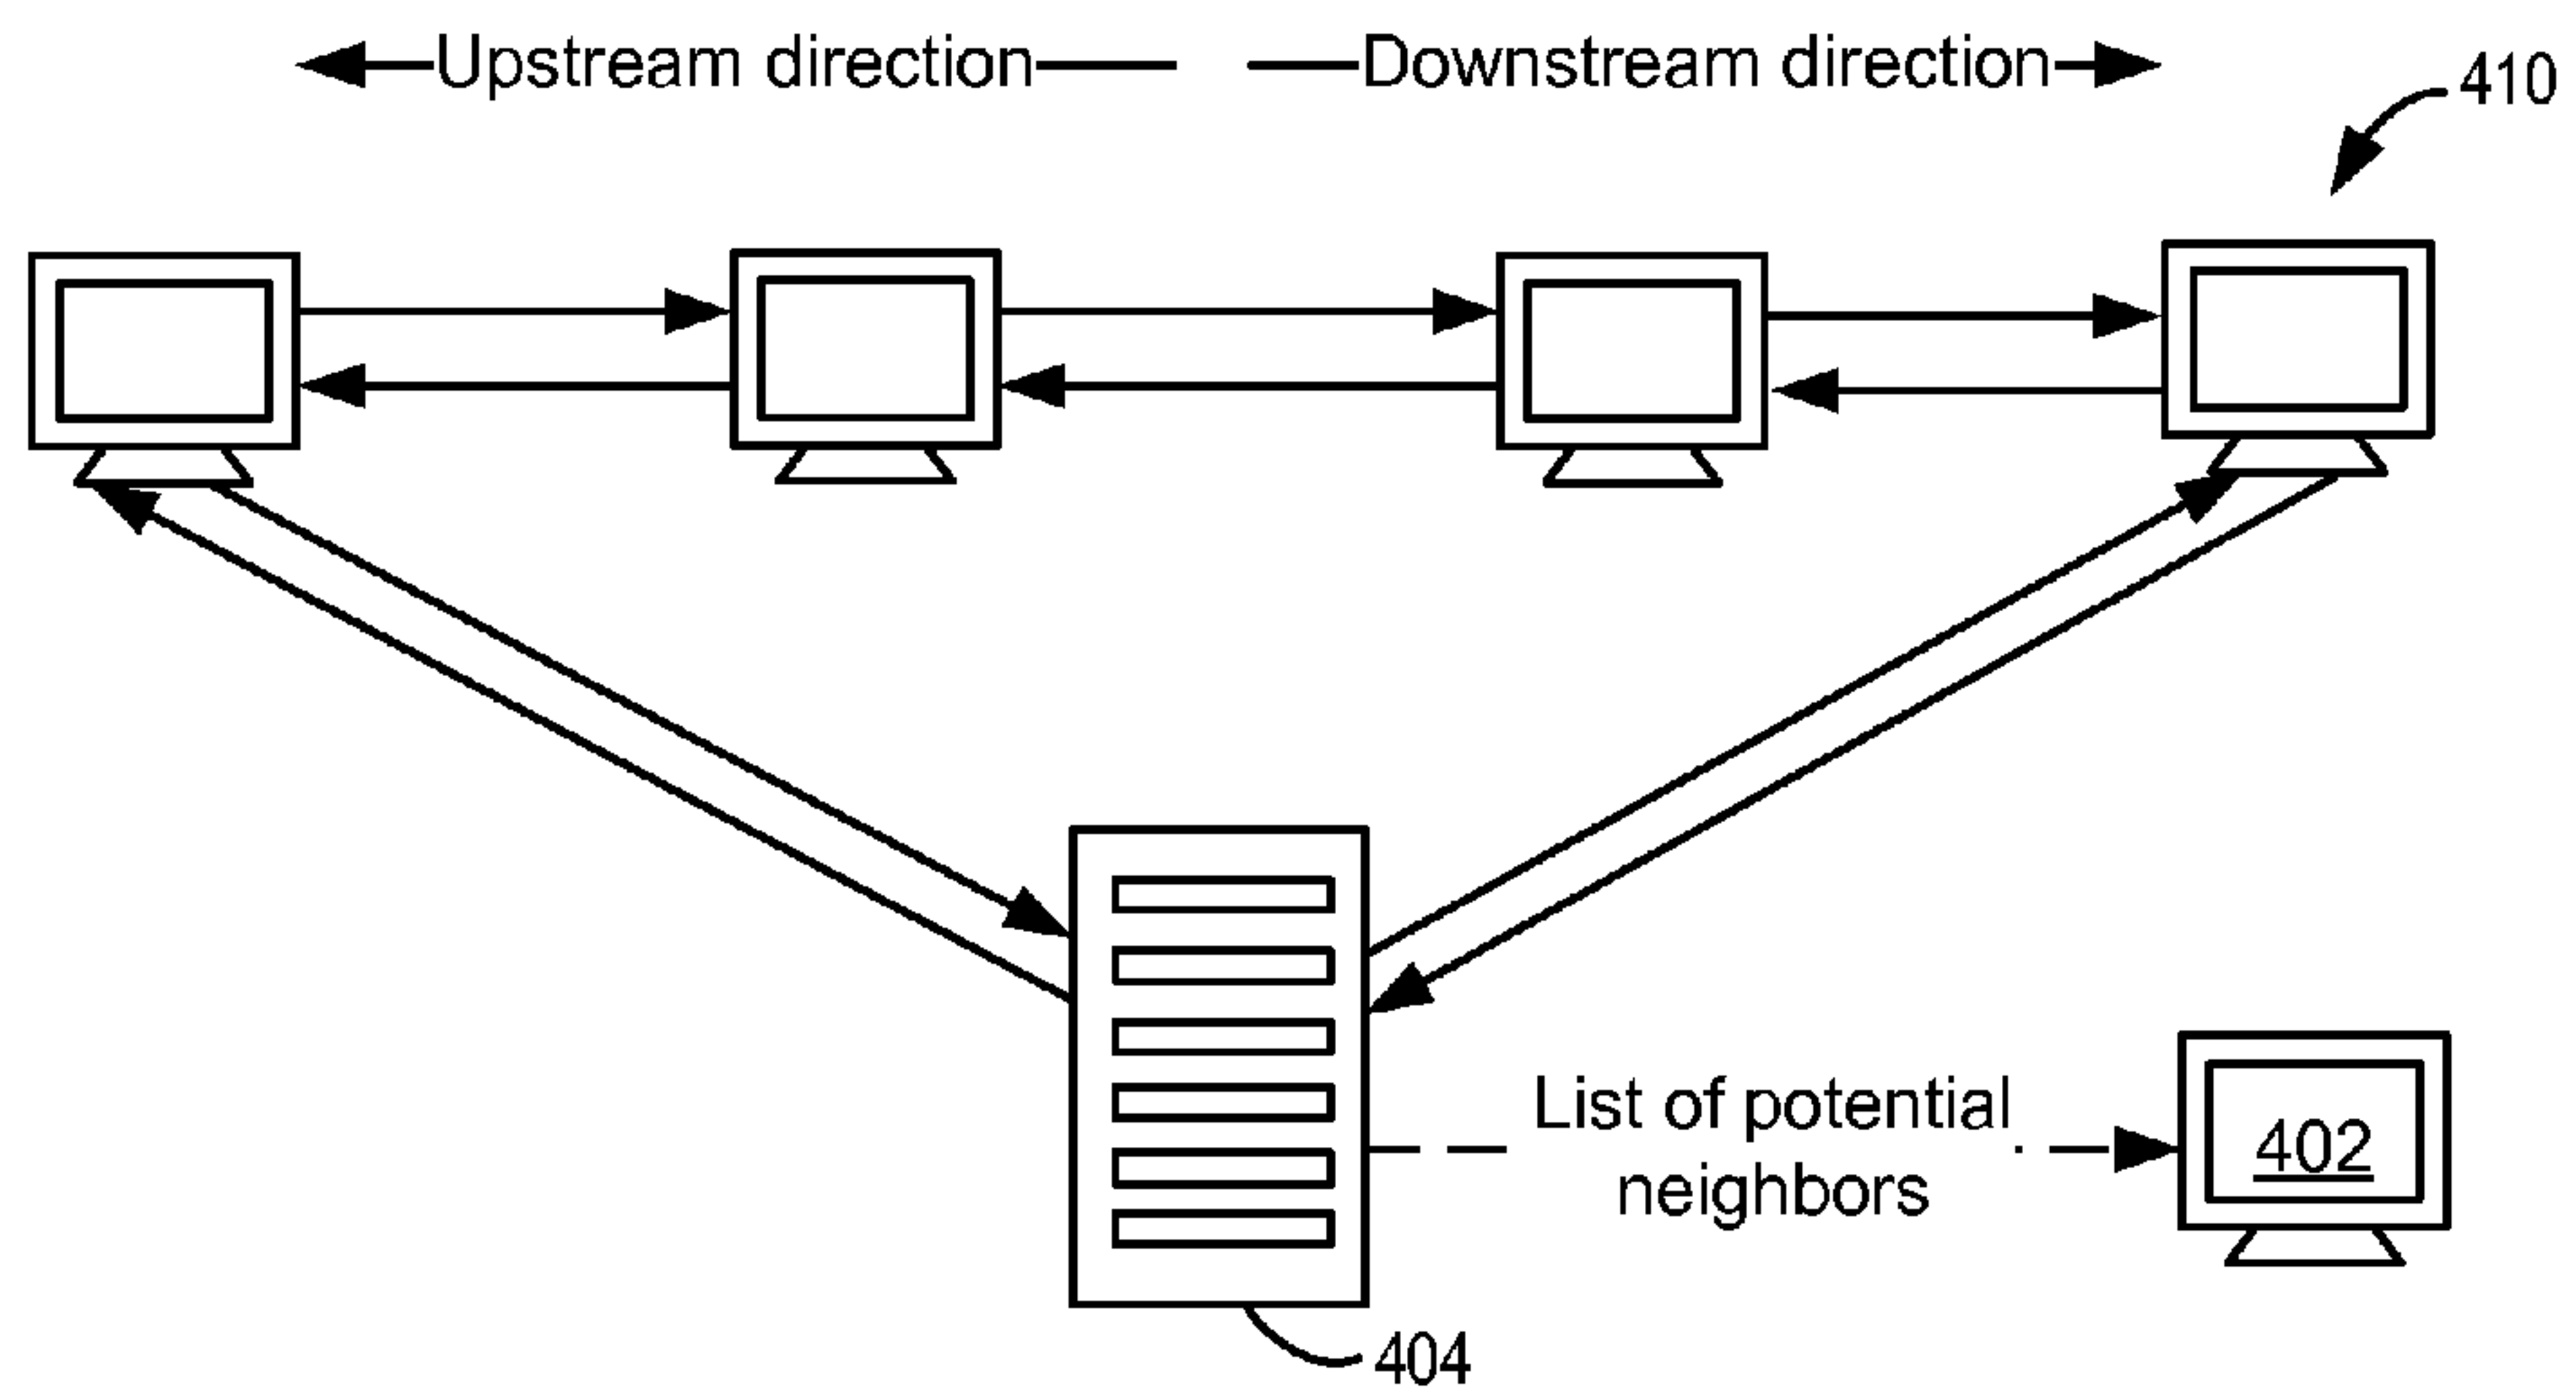 Upstream direction
Downstream direction
410
List of potential
neighbors
402
404